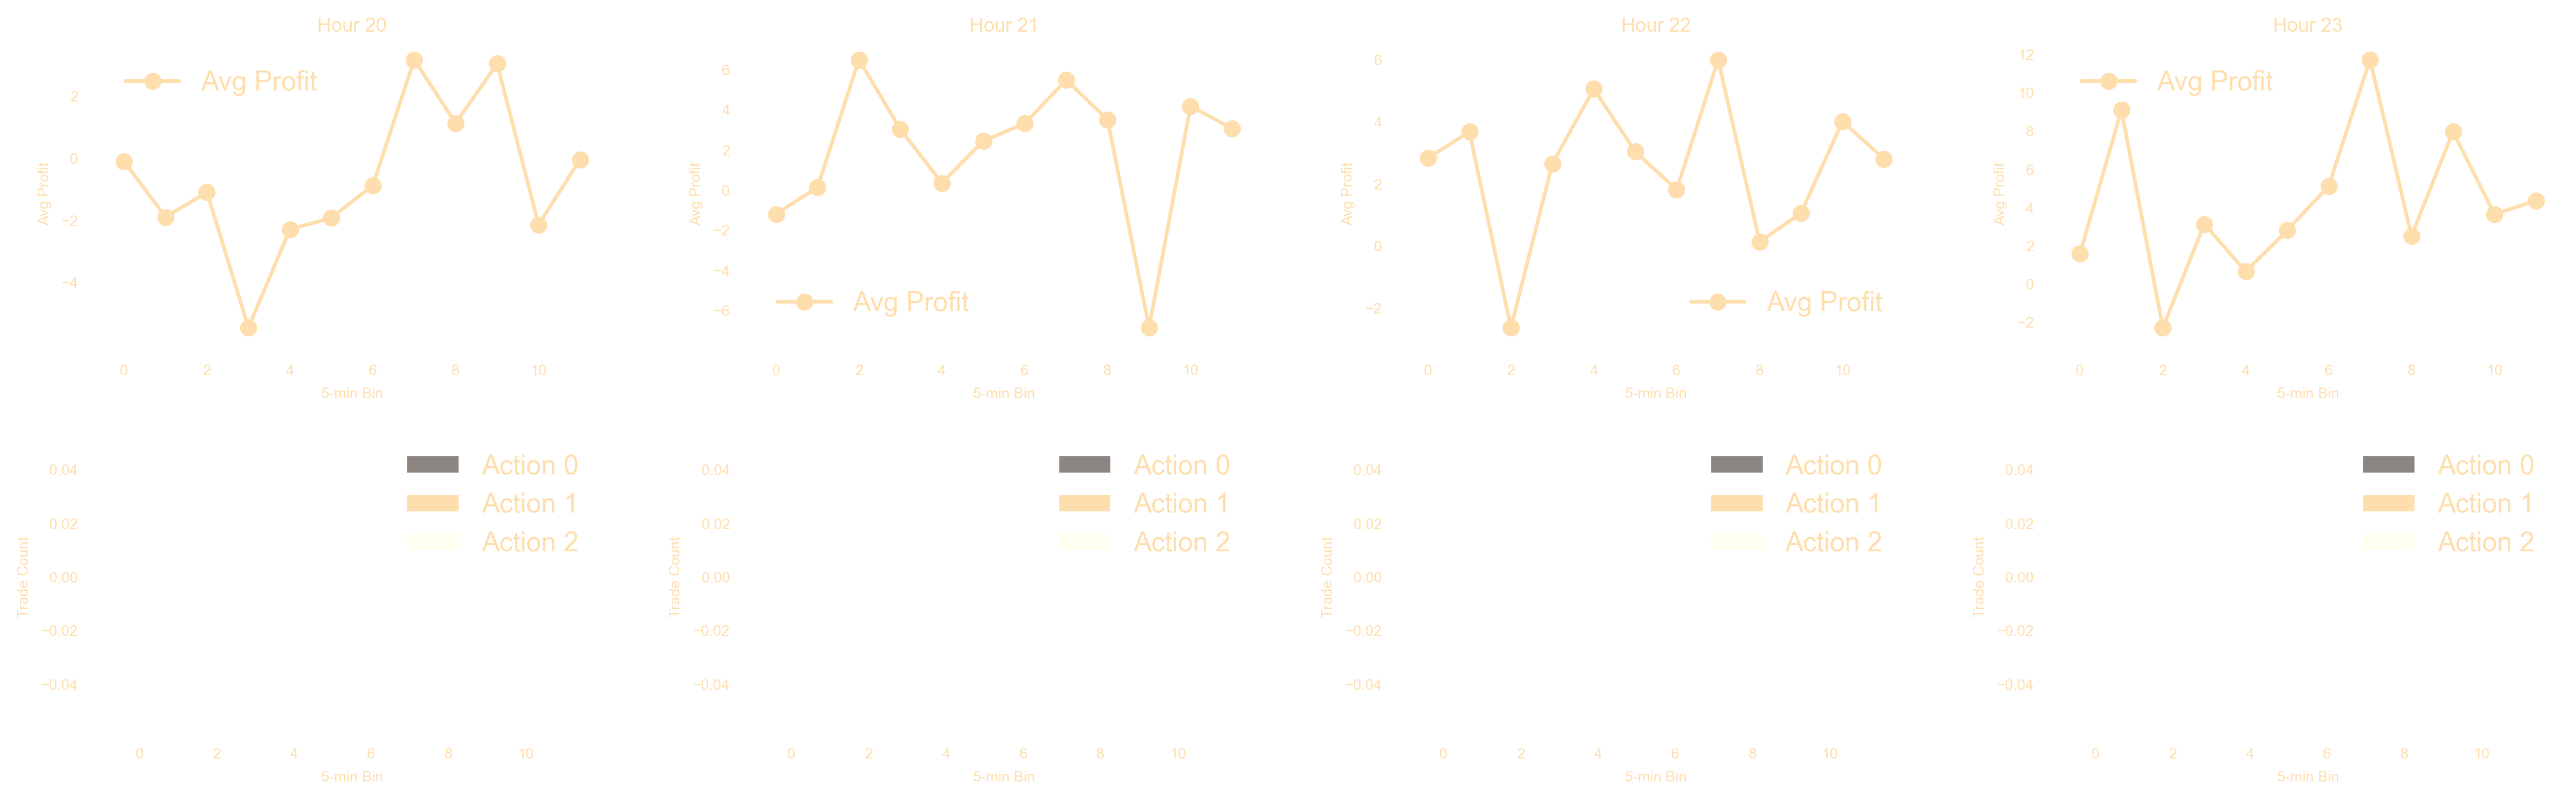 Hour 20
Avg Profit
2
0
−2
−4
Avg Profit
0 2 4 6 8 10
5-min Bin
Hour 21
Avg Profit
6
4
2
0
−2
−4
−6
Avg Profit
0 2 4 6 8 10
5-min Bin
Hour 22
Avg Profit
6
4
2
0
−2
Avg Profit
0 2 4 6 8 10
5-min Bin
Hour 23
Avg Profit
12
10
8
6
4
2
0
−2
Avg Profit
0 2 4 6 8 10
5-min Bin
Action 0
Action 1
Action 2
0.04
0.02
0.00
−0.02
−0.04
Trade Count
0 2 4 6 8 10
5-min Bin
Action 0
Action 1
Action 2
0.04
0.02
0.00
−0.02
−0.04
Trade Count
0 2 4 6 8 10
5-min Bin
Action 0
Action 1
Action 2
0.04
0.02
0.00
−0.02
−0.04
Trade Count
0 2 4 6 8 10
5-min Bin
Action 0
Action 1
Action 2
0.04
0.02
0.00
−0.02
−0.04
Trade Count
0 2 4 6 8 10
5-min Bin